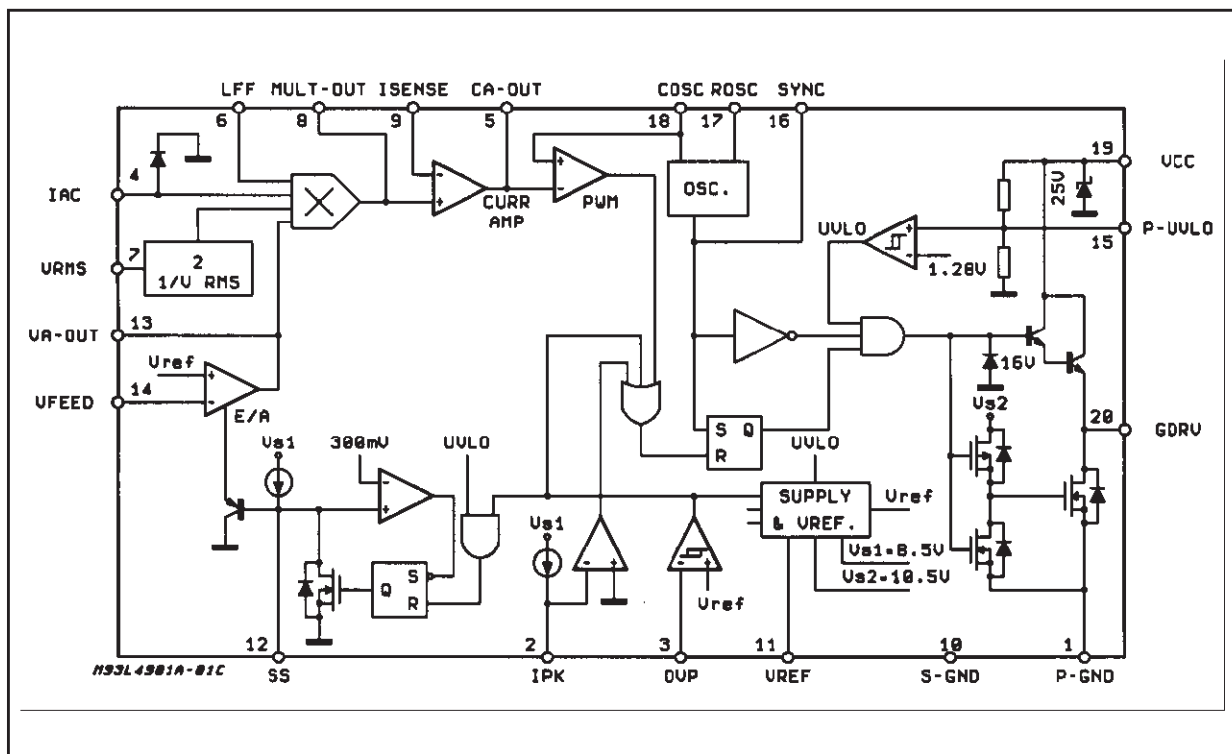 LFF MULT-OUT ISENSE CA-OUT COSC ROSC SYNC
6 8 9 5 18 17 16
19
VCC
4
IAC
25V
OSC.
CURR
AMP
PWM
UVLO
P-UVLO
15
1.28V
7
VRMS
2
1/V RMS
13
VA-OUT
Vref
16V
14
VFEED
E/A
Vs2
20
GDRV
S Q
R
Vs1
300mV
UVLO
UVLO
SUPPLY
& VREF.
Vref
Vs1
Vs1=8.5V
Vs2=10.5V
Q S
R
Vref
12 2 3 11 10 1
M93L4981A-01C
SS IPK OVP VREF S-GND P-GND
+ -
- +
+ -
+ -
+ -
- +
- +
- +